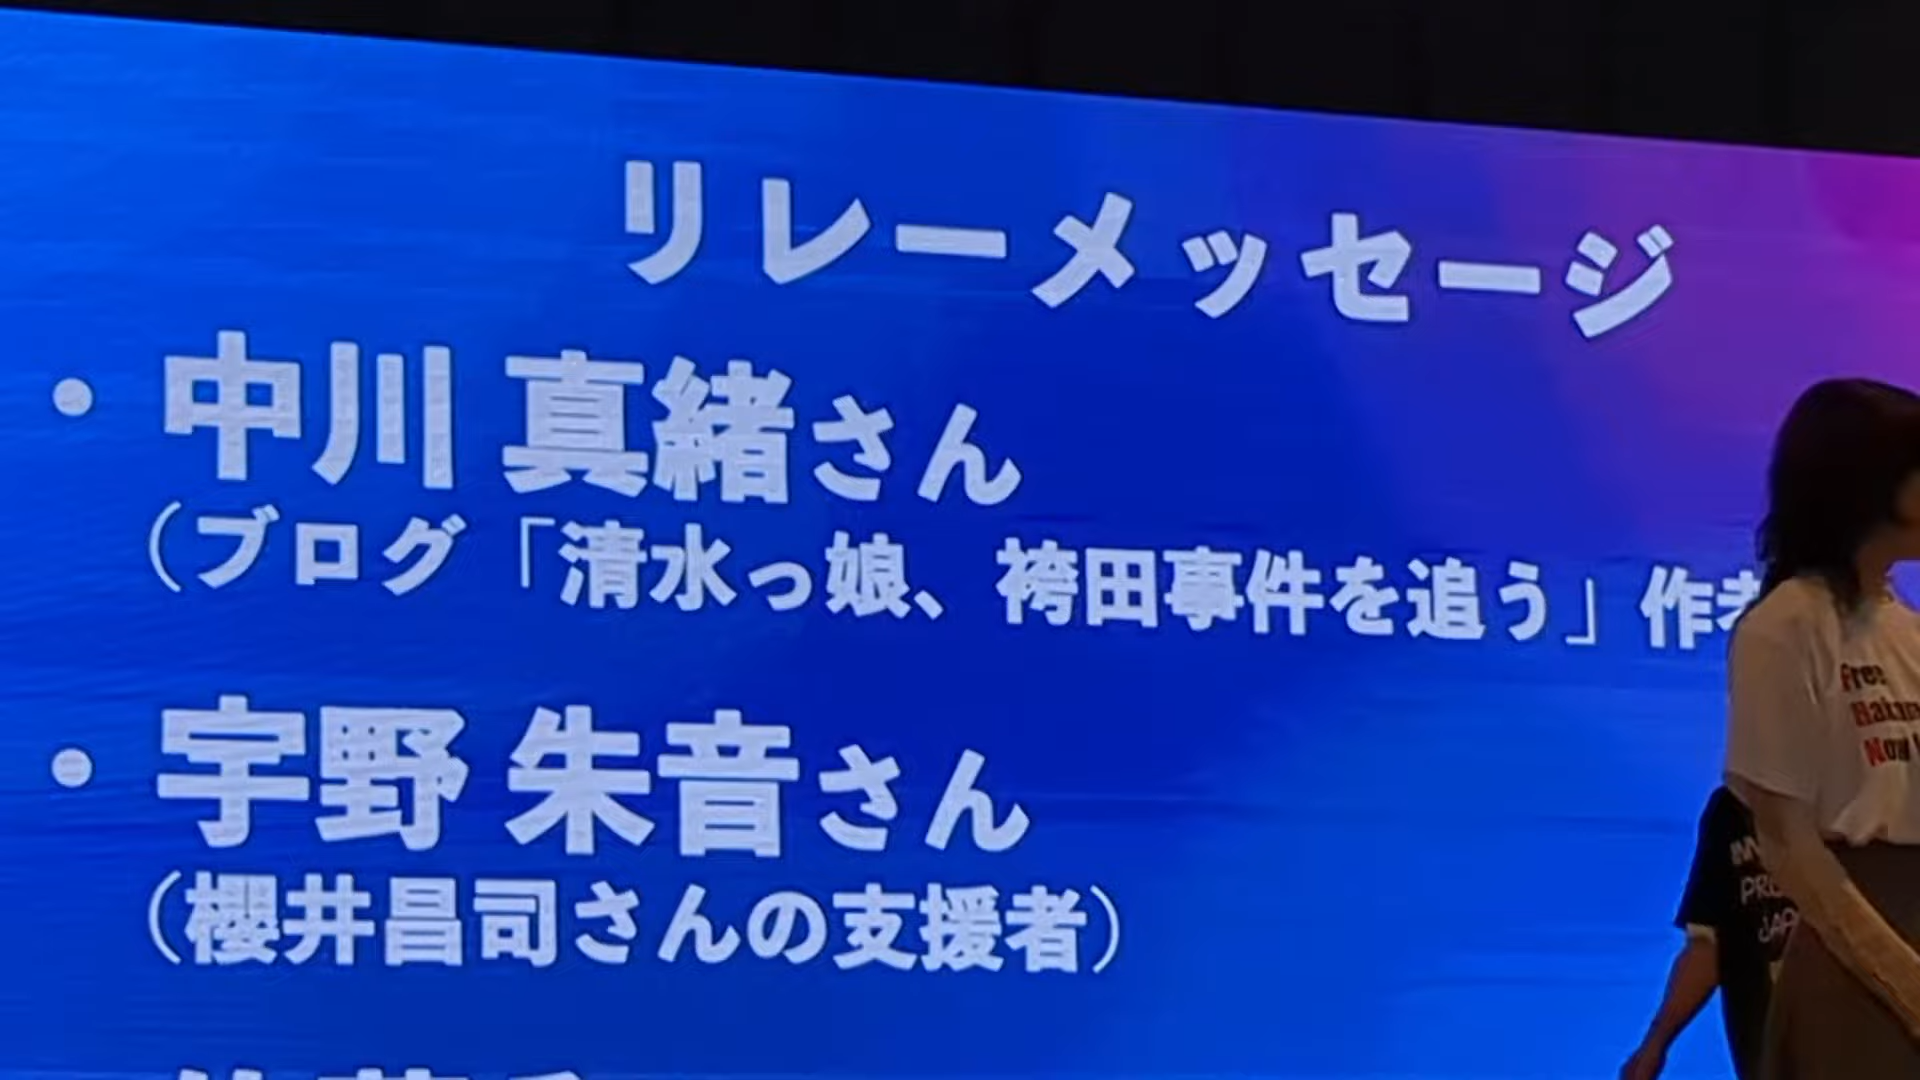 リレーメッセージ
・中川 真緒さん
(ブログ「清水っ娘、袴田事件を追う」作
・宇野 朱音さん
(櫻井昌司さんの支援者)
Free